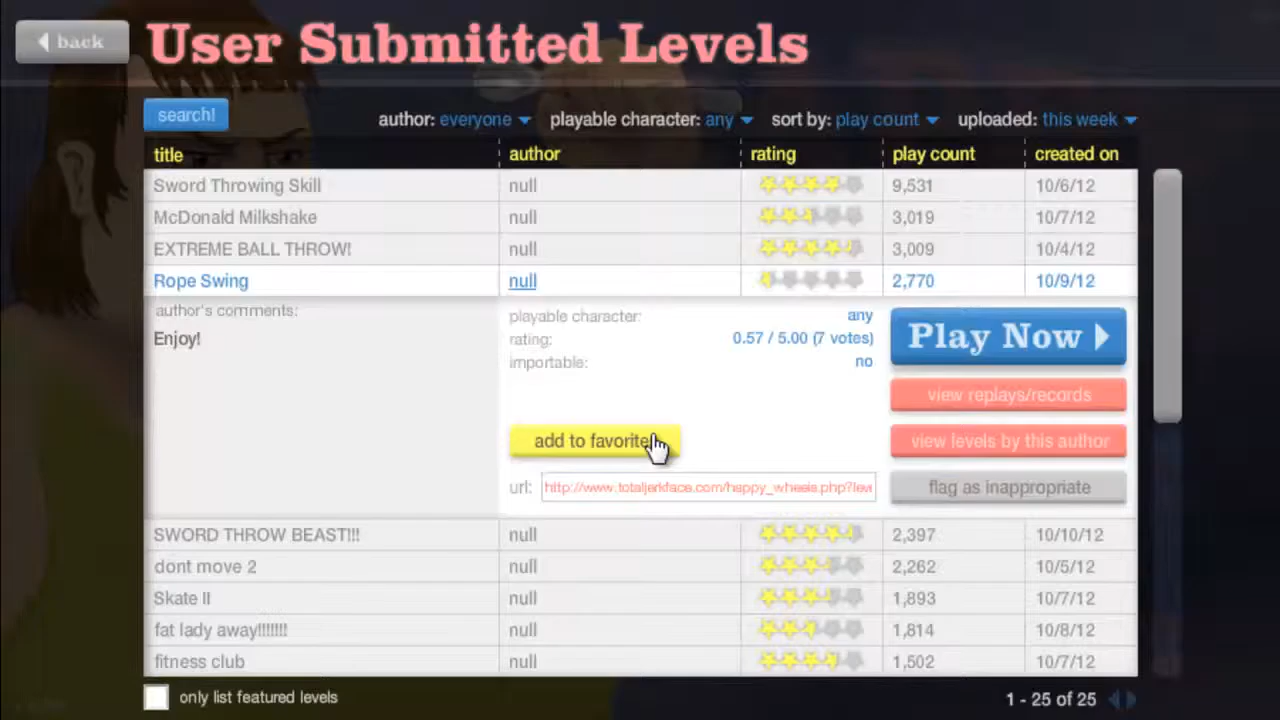 back
User Submitted Levels
search!
author: everyone playable character: any sort by: play count uploaded: this week
title author rating play count created on
Sword Throwing Skill null 9,531 10/6/12
McDonald Milkshake null 3,019 10/7/12
EXTREME BALL THROW! null 3,009 10/4/12
Rope Swing null 2,770 10/9/12
author's comments:
Enjoy!
playable character: any
rating: 0.57 / 5.00 (7 votes)
importable: no
Play Now
view replays/records
add to favorite
view levels by this author
url: http://www.totaljerkface.com/happy_wheels.php?lev
flag as inappropriate
SWORD THROW BEAST!!! null 2,397 10/10/12
dont move 2 null 2,262 10/5/12
Skate II null 1,893 10/7/12
fat lady away!!!!!!! null 1,814 10/8/12
fitness club null 1,502 10/7/12
only list featured levels
1 - 25 of 25